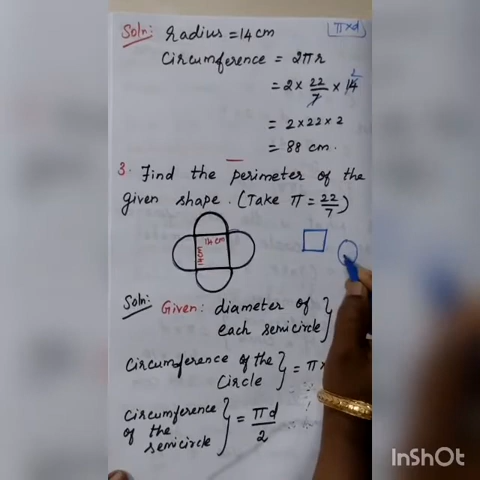 Soln: radius = 14 cm
π×d
Circumference = 2πr
= 2 × 22/7 × 14 2
= 2 × 22 × 2
= 88 cm.
3. Find the perimeter of the
given shape. (Take π = 22/7)
14 cm
14 cm
Soln: Given: diameter of
each semicircle }
Circumference of the
Circle } = π×
Circumference
of the
semicircle } = πd/2
InShOt